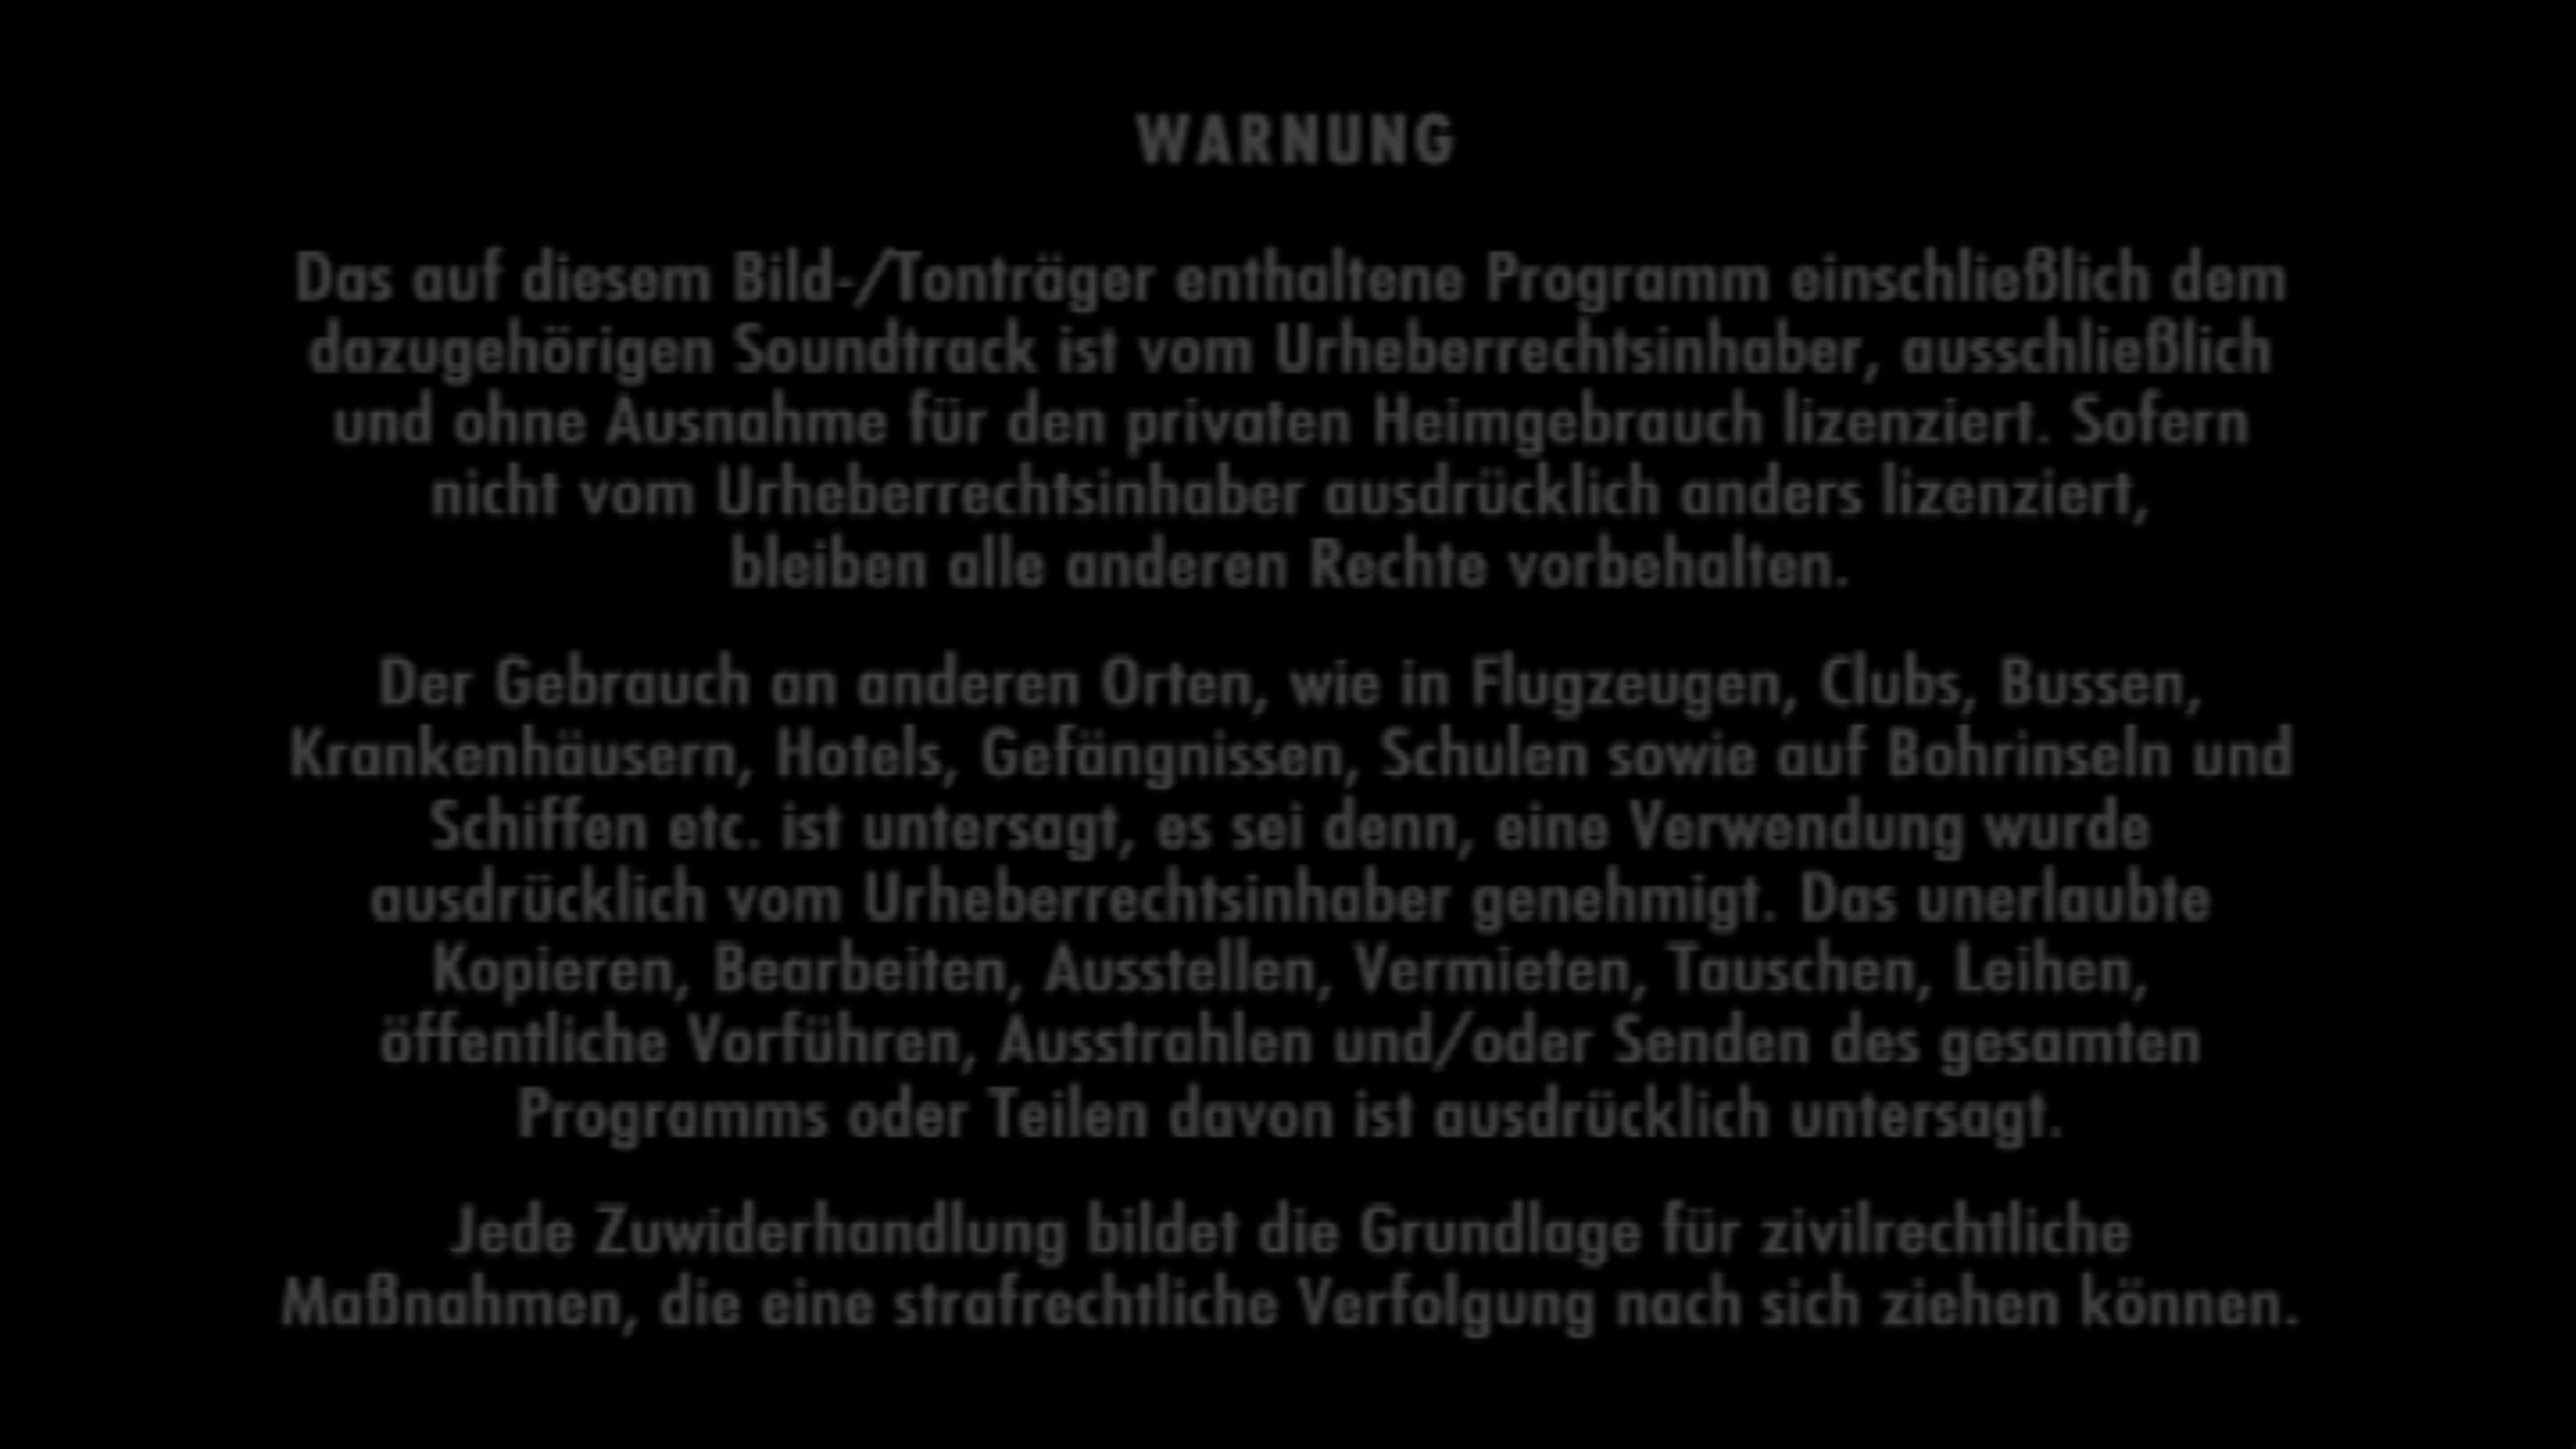 WARNUNG
Das auf diesem Bild-/Tonträger enthaltene Programm einschließlich dem
dazugehörigen Soundtrack ist vom Urheberrechtsinhaber, ausschließlich
und ohne Ausnahme für den privaten Heimgebrauch lizenziert. Sofern
nicht vom Urheberrechtsinhaber ausdrücklich anders lizenziert,
bleiben alle anderen Rechte vorbehalten.
Der Gebrauch an anderen Orten, wie in Flugzeugen, Clubs, Bussen,
Krankenhäusern, Hotels, Gefängnissen, Schulen sowie auf Bohrinseln und
Schiffen etc. ist untersagt, es sei denn, eine Verwendung wurde
ausdrücklich vom Urheberrechtsinhaber genehmigt. Das unerlaubte
Kopieren, Bearbeiten, Ausstellen, Vermieten, Tauschen, Leihen,
öffentliche Vorführen, Ausstrahlen und/oder Senden des gesamten
Programms oder Teilen davon ist ausdrücklich untersagt.
Jede Zuwiderhandlung bildet die Grundlage für zivilrechtliche
Maßnahmen, die eine strafrechtliche Verfolgung nach sich ziehen können.